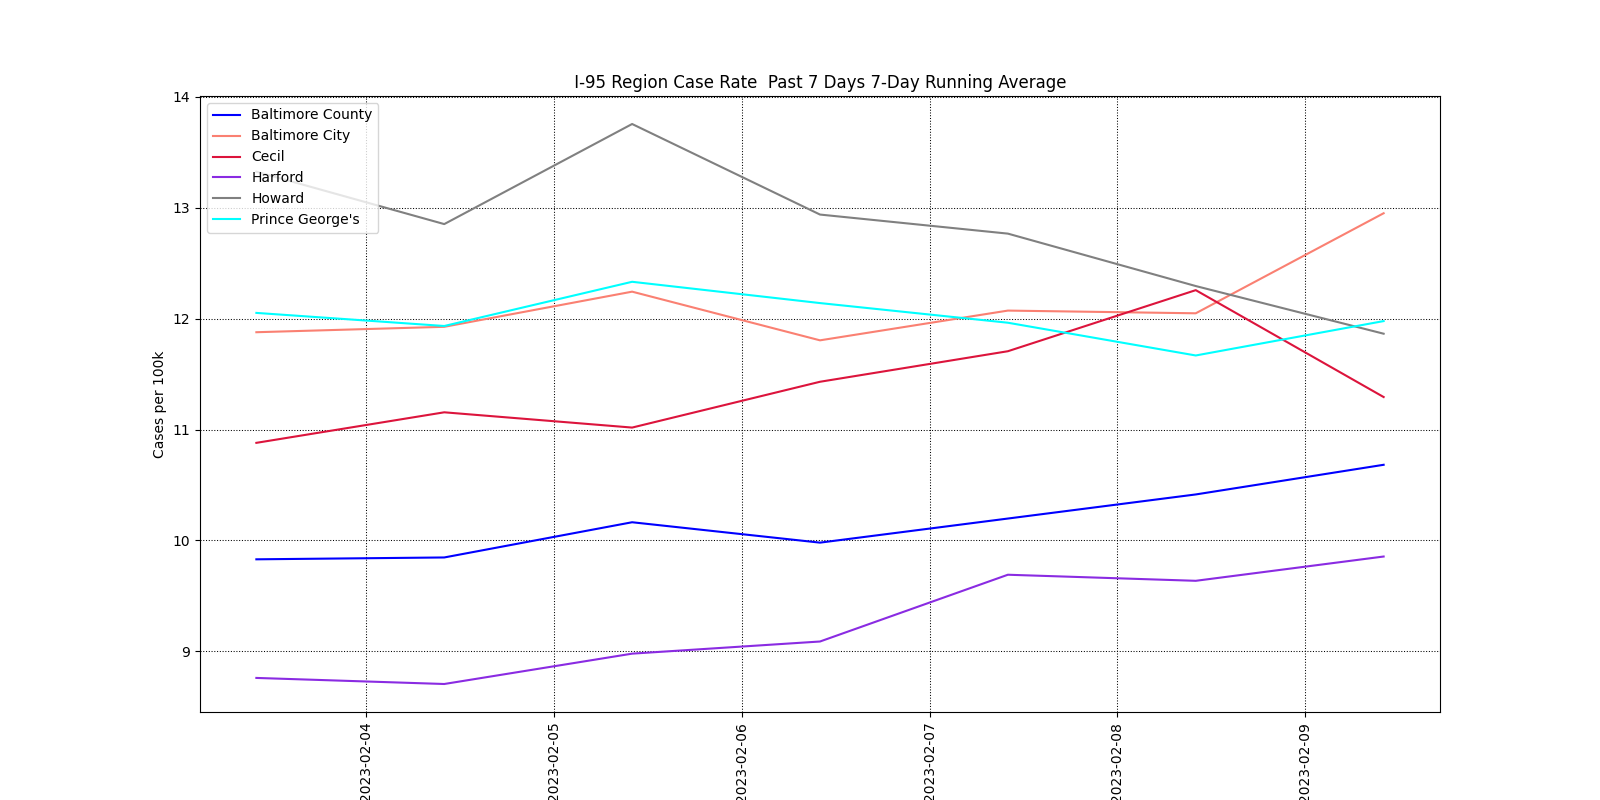 I-95 Region Case Rate  Past 7 Days 7-Day Running Average
14
13
12
11
10
9
Cases per 100k
Baltimore County
Baltimore City
Cecil
Harford
Howard
Prince George's
2023-02-04
2023-02-05
2023-02-06
2023-02-07
2023-02-08
2023-02-09